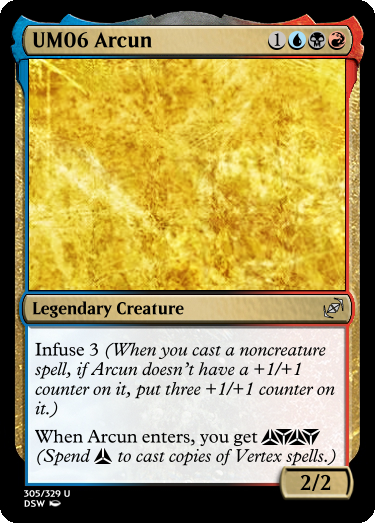 UM06 Arcun
1
Legendary Creature
Infuse 3 (When you cast a noncreature
spell, if Arcun doesn't have a +1/+1
counter on it, put three +1/+1 counter on
it.)
When Arcun enters, you get
(Spend to cast copies of Vertex spells.)
2/2
305/329 U
DSW